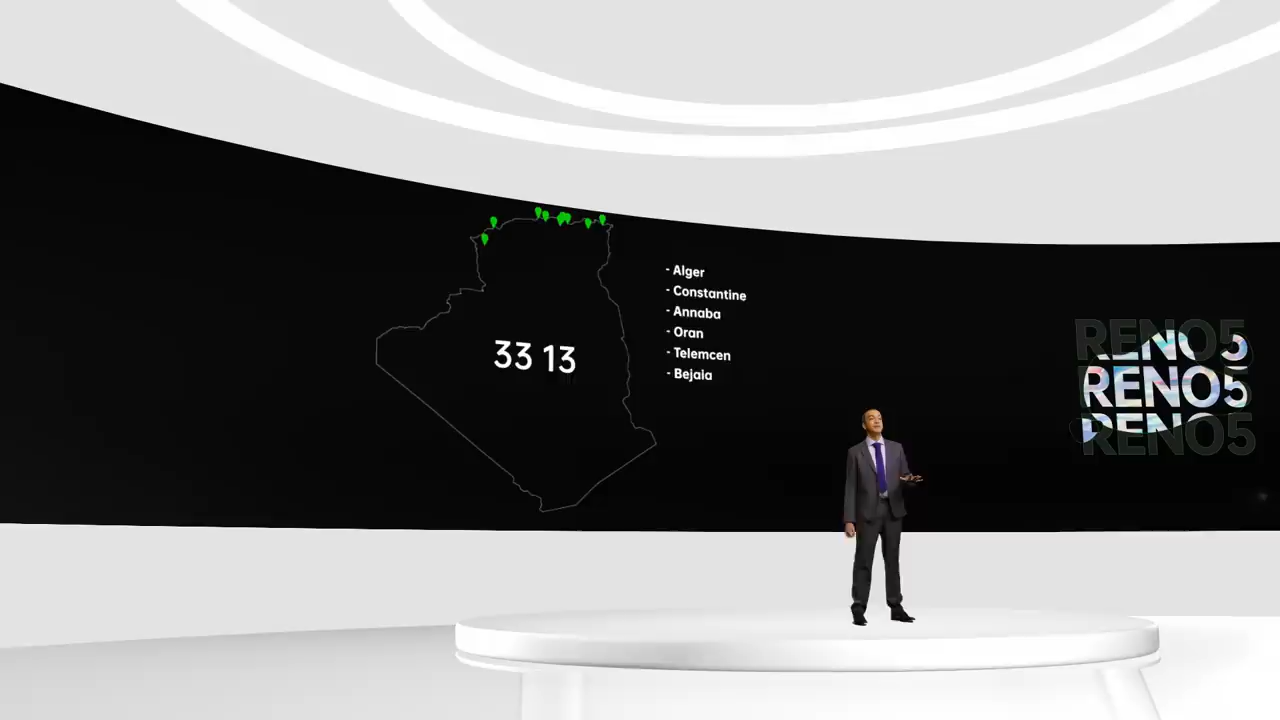 - Alger
- Constantine
- Annaba
- Oran
- Telemcen
- Bejaia
33 13
RENO5
RENO5
RENO5